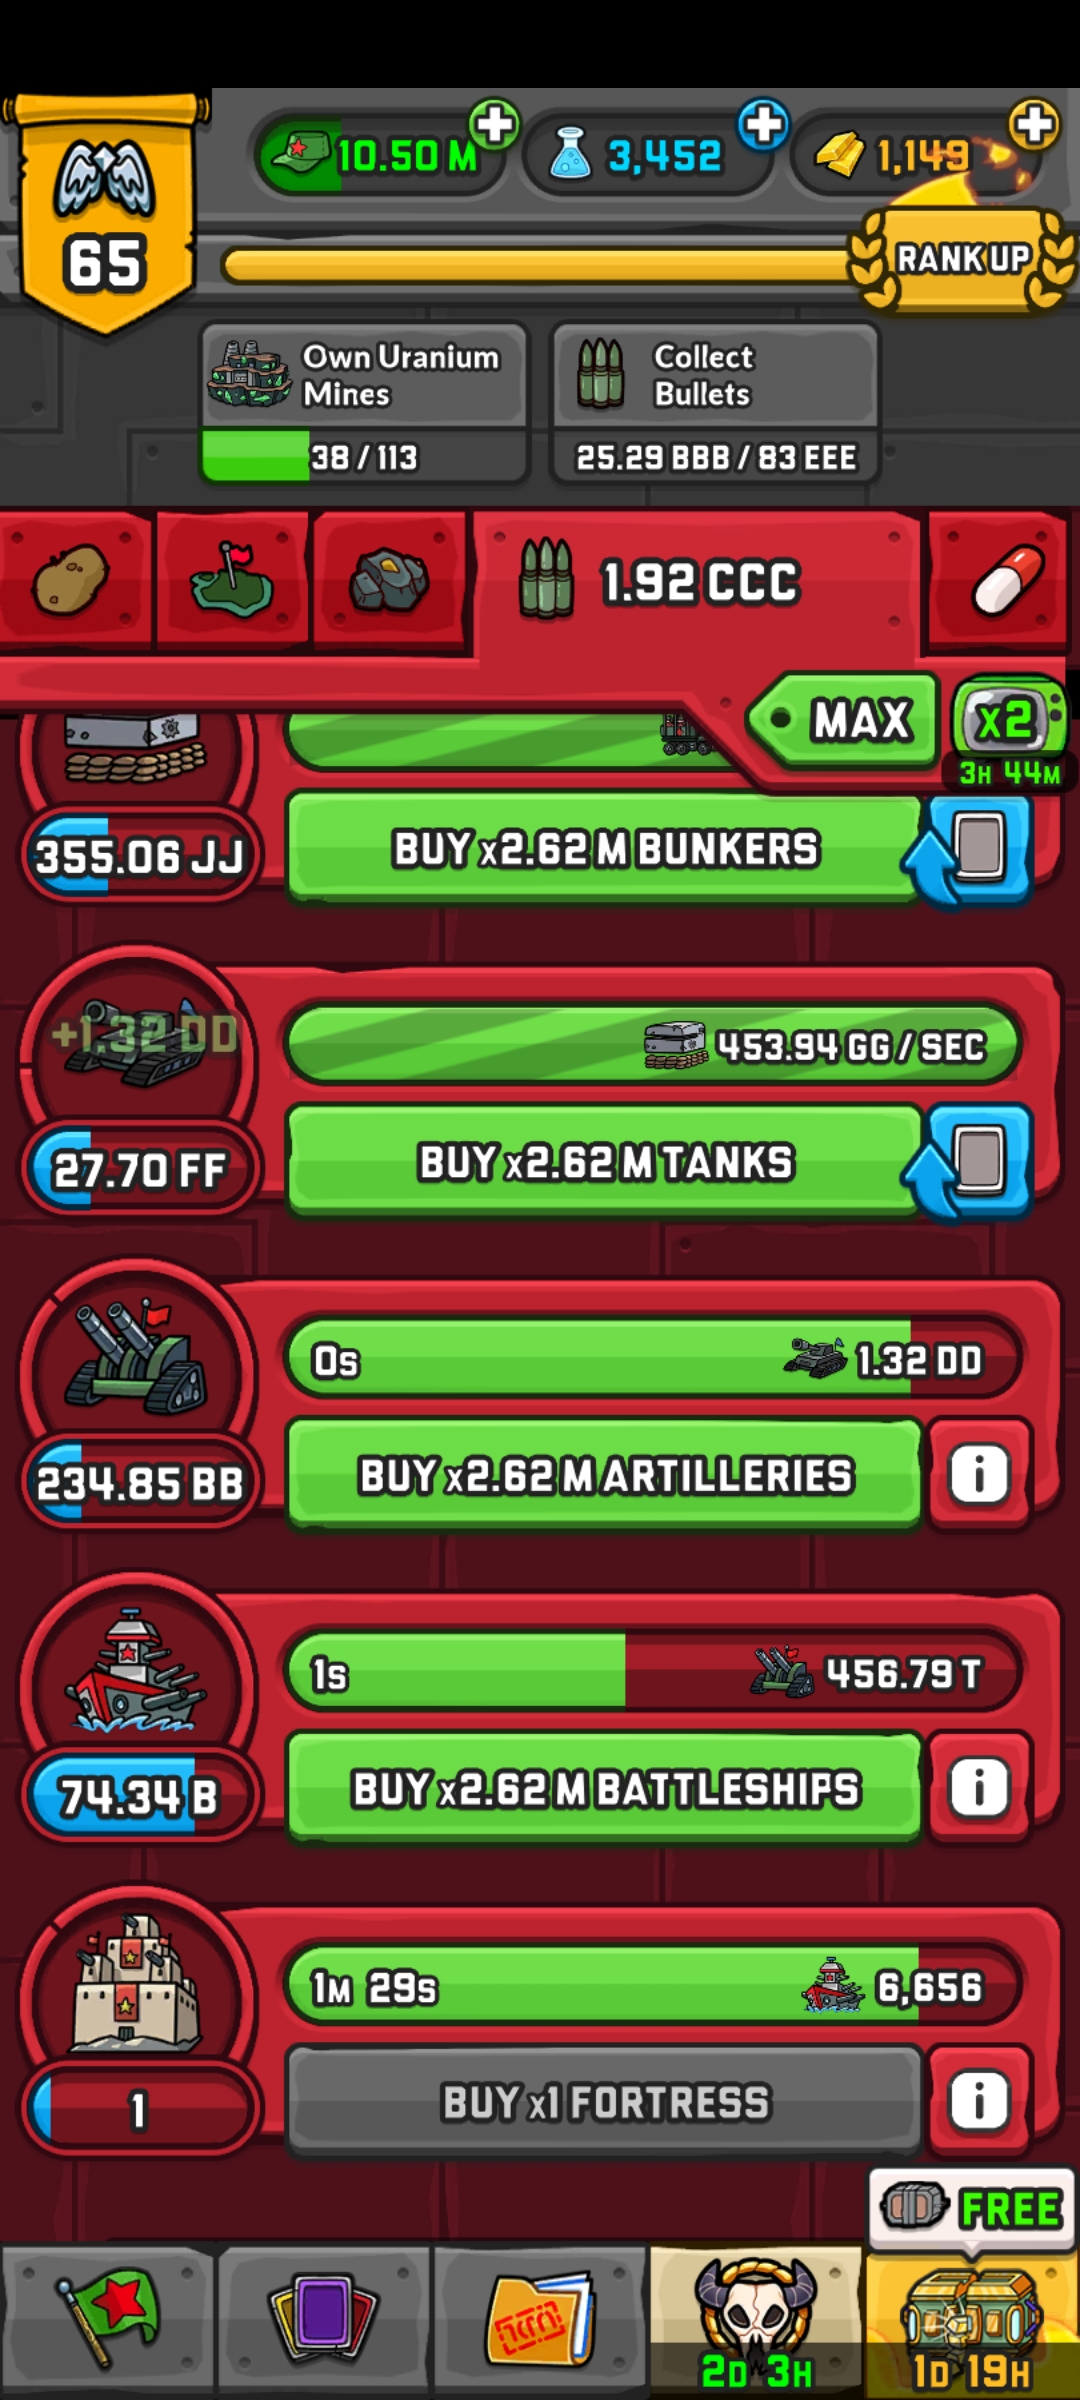 65
10.50 M
3,452
1,149
RANK UP
Own Uranium
Mines
38 / 113
Collect
Bullets
25.29 BBB / 83 EEE
1.92 CCC
MAX
x2
3H 44M
355.06 JJ
BUY x2.62 M BUNKERS
+1.32 DD
453.94 GG / SEC
27.70 FF
BUY x2.62 M TANKS
0s
1.32 DD
234.85 BB
BUY x2.62 M ARTILLERIES
i
1s
456.79 T
74.34 B
BUY x2.62 M BATTLESHIPS
i
1M 29s
6,656
1
BUY x1 FORTRESS
i
FREE
2D 3H
1D 19H